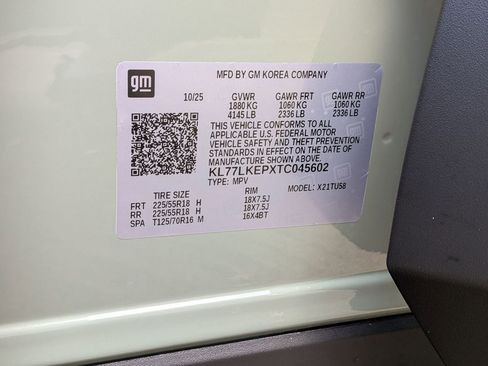 gm
MFD BY GM KOREA COMPANY
10/25 GVWR GAWR FRT GAWR RR
1880 KG 1060 KG 1060 KG
4145 LB 2336 LB 2336 LB
THIS VEHICLE CONFORMS TO ALL
APPLICABLE U.S. FEDERAL MOTOR
VEHICLE SAFETY AND THEFT PREVENTION
STANDARDS IN EFFECT ON THE DATE OF
MANUFACTURE SHOWN ABOVE.
KL77LKEPXTC045602
TYPE: MPV MODEL: X21TU58
TIRE SIZE RIM
FRT 225/55R18 H 18X7.5J
RR 225/55R18 H 18X7.5J
SPA T125/70R16 M 16X4BT